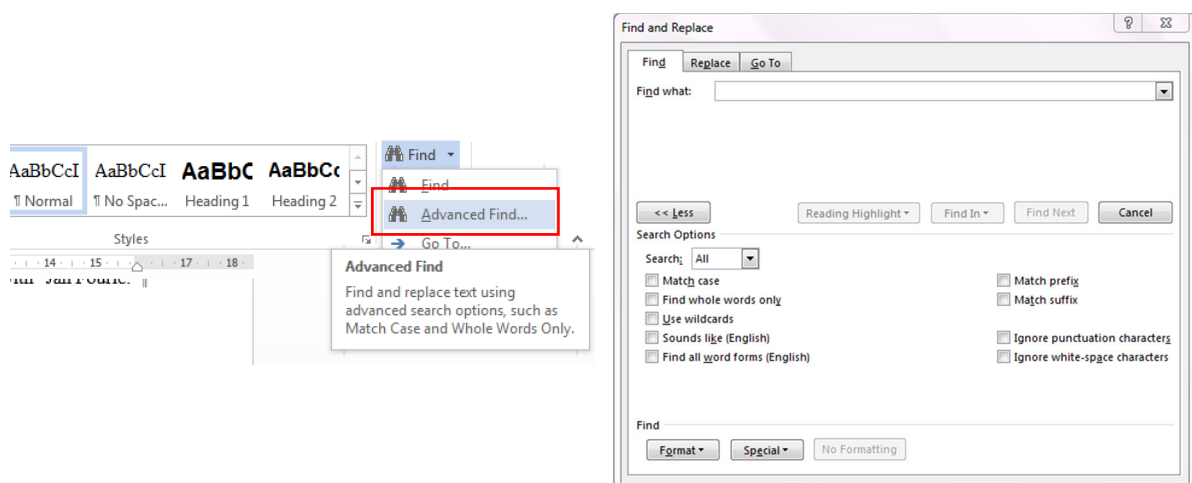 Find
Find
Advanced Find...
Go To...
AaBbCcI AaBbCcI AaBbC AaBbCc
¶ Normal ¶ No Spac... Heading 1 Heading 2
Styles
14 15 17 18
Advanced Find
Find and replace text using
advanced search options, such as
Match Case and Whole Words Only.
Find and Replace
Find Replace Go To
Find what:
<< Less Reading Highlight Find In Find Next Cancel
Search Options
Search: All
Match case
Find whole words only
Use wildcards
Sounds like (English)
Find all word forms (English)
Match prefix
Match suffix
Ignore punctuation characters
Ignore white-space characters
Find
Format Special No Formatting